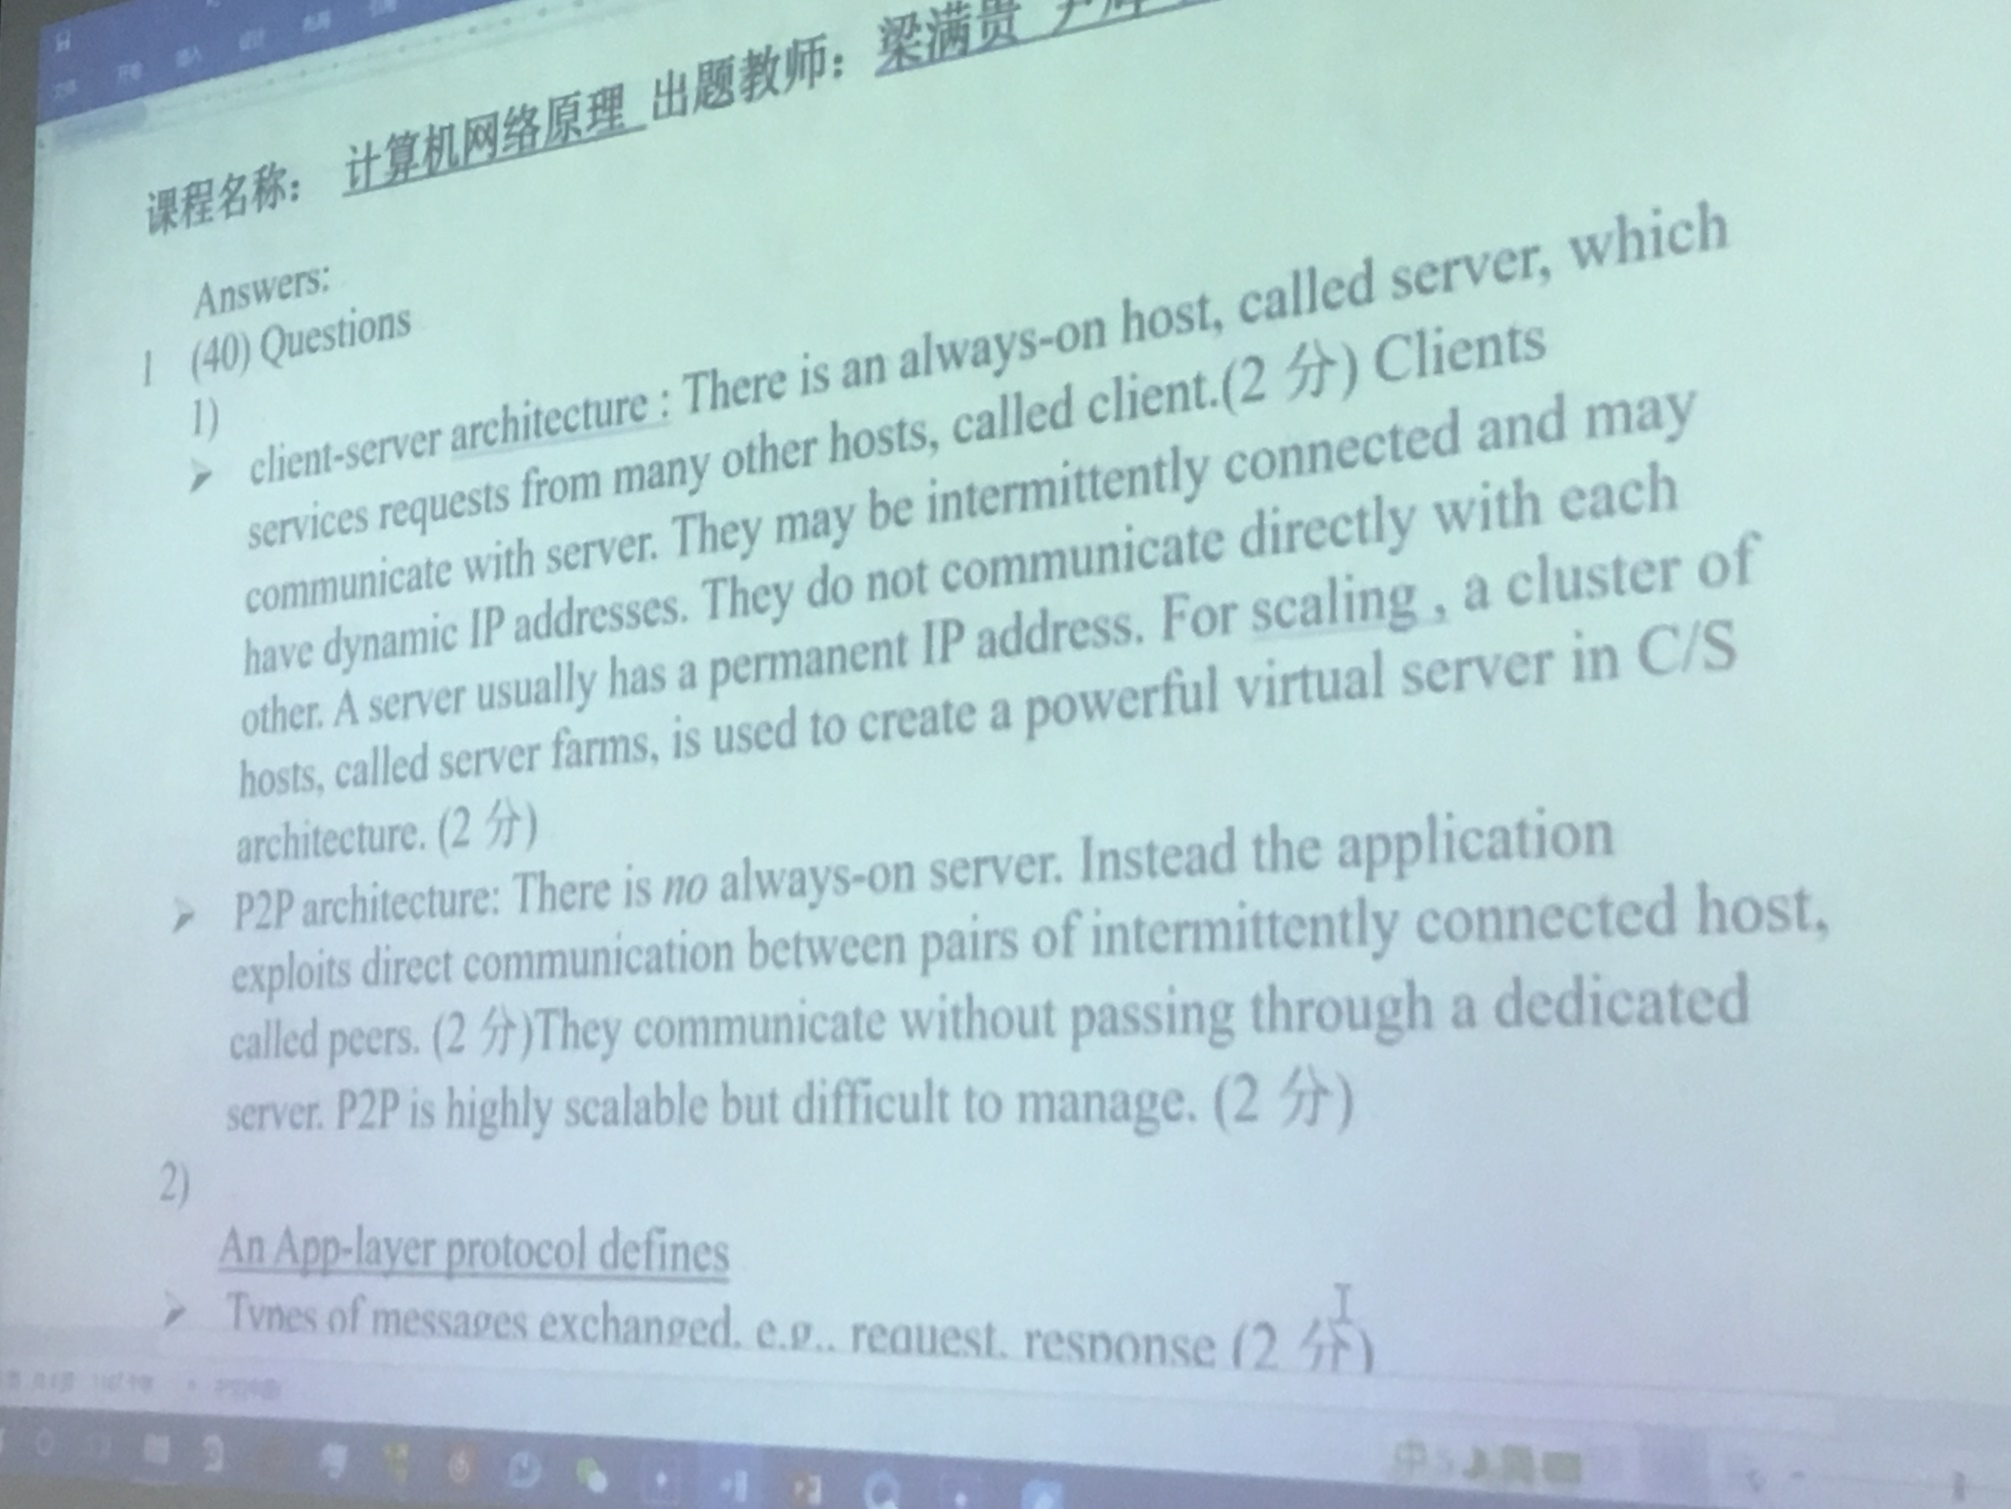 课程名称： 计算机网络原理 出题教师：梁满贵
Answers:
1 (40) Questions
1)
➢ client-server architecture : There is an always-on host, called server, which
services requests from many other hosts, called client.(2 分) Clients
communicate with server. They may be intermittently connected and may
have dynamic IP addresses. They do not communicate directly with each
other. A server usually has a permanent IP address. For scaling , a cluster of
hosts, called server farms, is used to create a powerful virtual server in C/S
architecture. (2 分)
➢ P2P architecture: There is no always-on server. Instead the application
exploits direct communication between pairs of intermittently connected host,
called peers. (2 分)They communicate without passing through a dedicated
server. P2P is highly scalable but difficult to manage. (2 分)
2)
An App-layer protocol defines
➢ Types of messages exchanged, e.g., request, response (2 分)
中